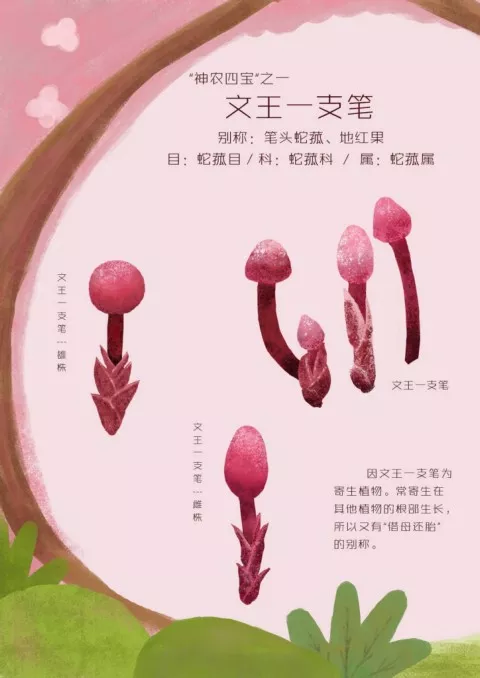 “神农四宝”之一
文王一支笔
别称：笔头蛇菰、地红果
目：蛇菰目 / 科：蛇菰科 / 属：蛇菰属
文王一支笔…雄株
文王一支笔
文王一支笔…雌株
因文王一支笔为
寄生植物。常寄生在
其他植物的根部生长，
所以又有“借母还胎”
的别称。